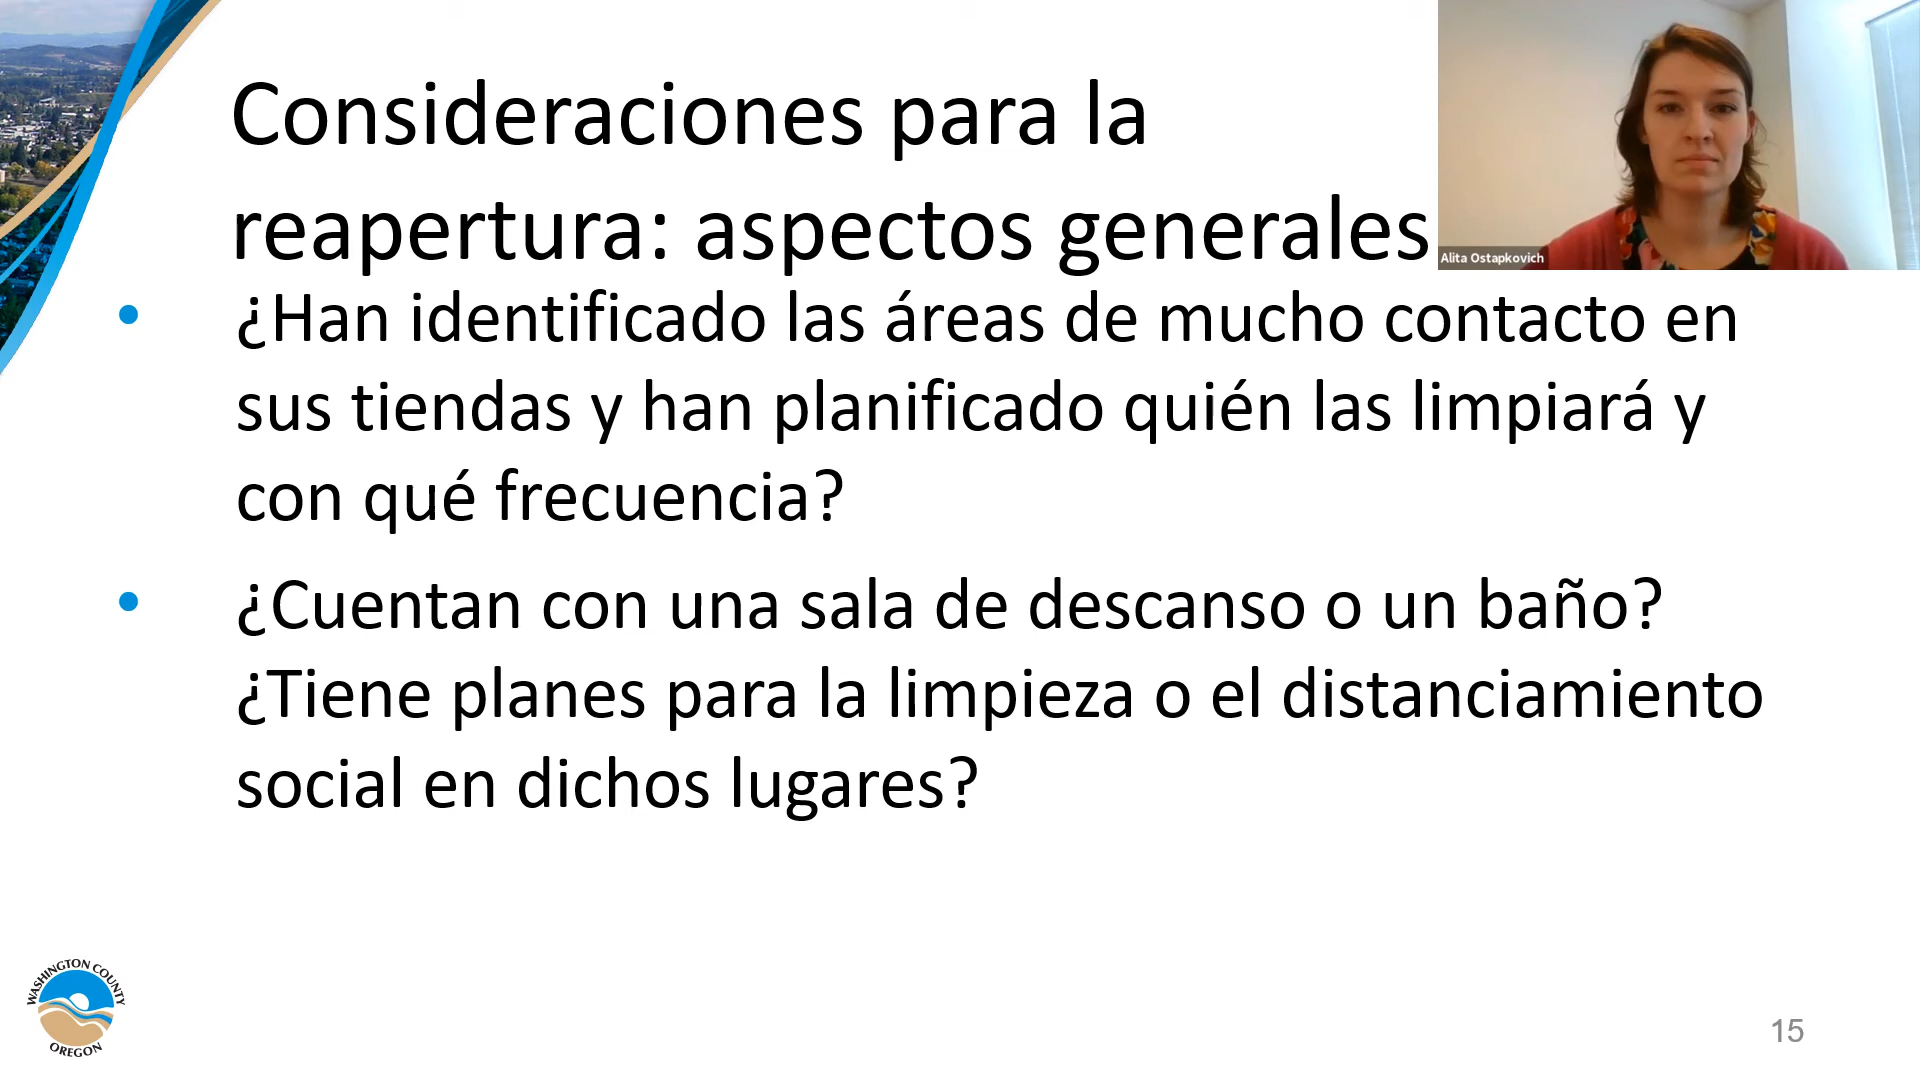 Consideraciones para la
reapertura: aspectos generales
Alita Ostapkovich
• ¿Han identificado las áreas de mucho contacto en
sus tiendas y han planificado quién las limpiará y
con qué frecuencia?
• ¿Cuentan con una sala de descanso o un baño?
¿Tiene planes para la limpieza o el distanciamiento
social en dichos lugares?
WASHINGTON COUNTY
OREGON
15